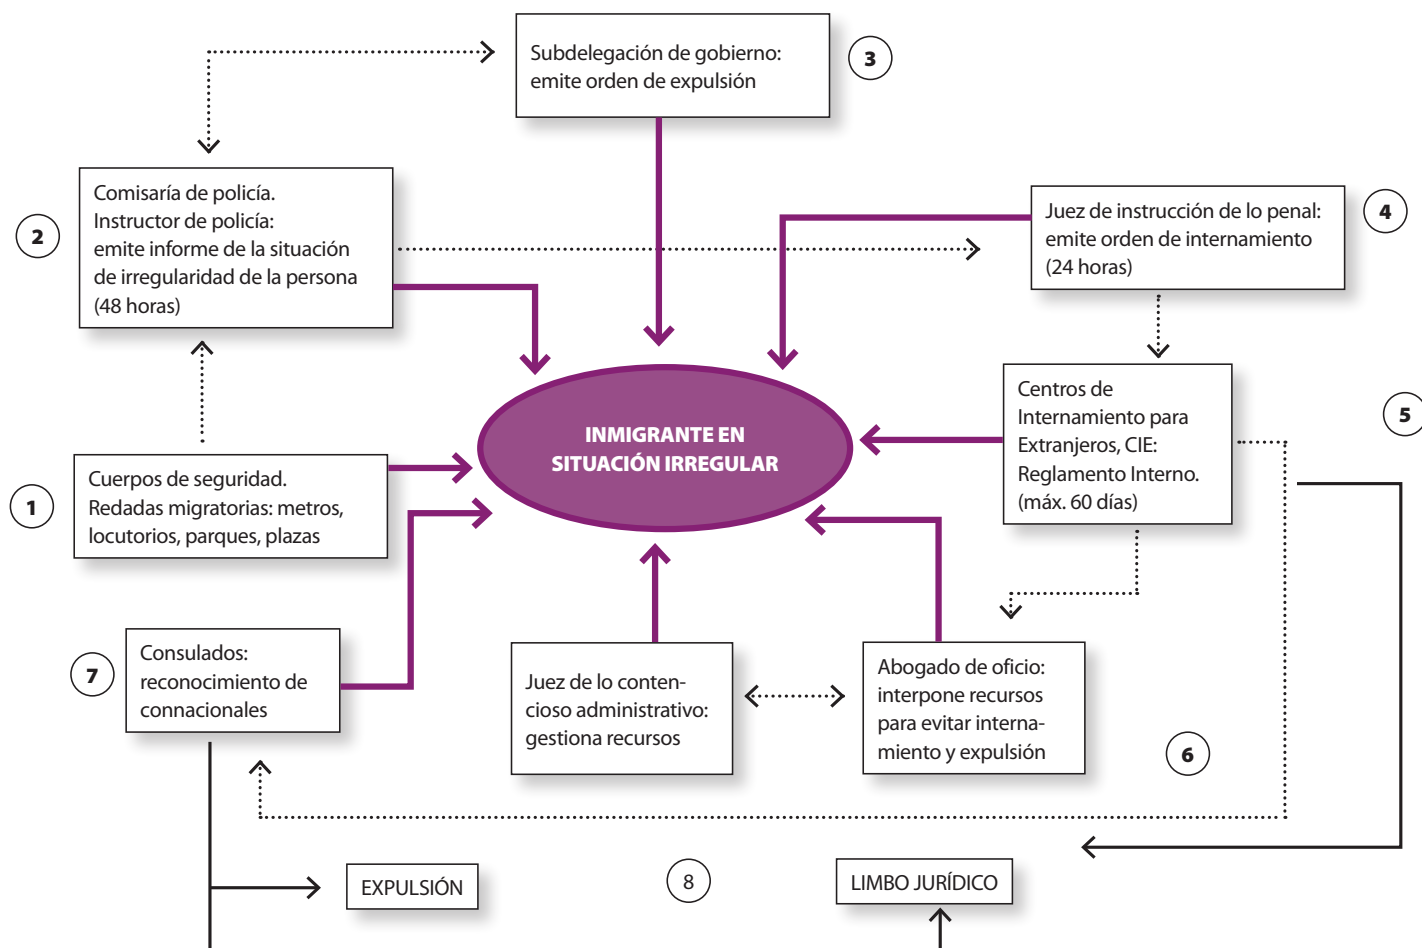 Subdelegación de gobierno:
emite orden de expulsión
3
Comisaría de policía.
Instructor de policía:
emite informe de la situación
de irregularidad de la persona
(48 horas)
2
Juez de instrucción de lo penal:
emite orden de internamiento
(24 horas)
4
INMIGRANTE EN
SITUACIÓN IRREGULAR
Centros de
Internamiento para
Extranjeros, CIE:
Reglamento Interno.
(máx. 60 días)
5
1
Cuerpos de seguridad.
Redadas migratorias: metros,
locutorios, parques, plazas
7
Consulados:
reconocimiento de
connacionales
Juez de lo conten-
cioso administrativo:
gestiona recursos
Abogado de oficio:
interpone recursos
para evitar interna-
miento y expulsión
6
EXPULSIÓN
8
LIMBO JURÍDICO